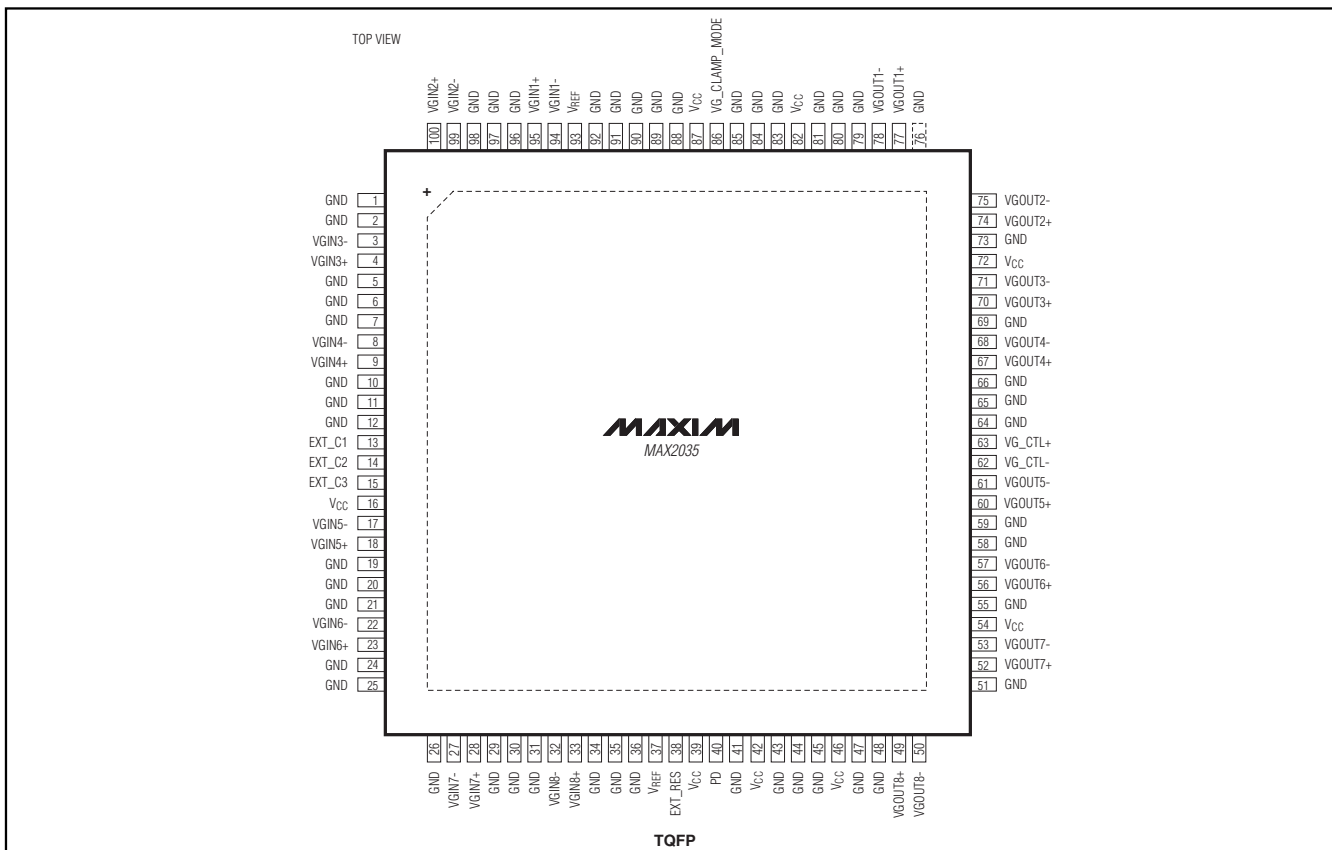 TOP VIEW
VGIN2+ VGIN2- GND GND GND VGIN1+ VGIN1- VREF GND GND GND GND GND VCC VG_CLAMP_MODE GND GND GND VCC GND GND GND VGOUT1- VGOUT1+ GND
100 99 98 97 96 95 94 93 92 91 90 89 88 87 86 85 84 83 82 81 80 79 78 77 76
+
GND 1
GND 2
VGIN3- 3
VGIN3+ 4
GND 5
GND 6
GND 7
VGIN4- 8
VGIN4+ 9
GND 10
GND 11
GND 12
EXT_C1 13
EXT_C2 14
EXT_C3 15
VCC 16
VGIN5- 17
VGIN5+ 18
GND 19
GND 20
GND 21
VGIN6- 22
VGIN6+ 23
GND 24
GND 25
MAXIM
MAX2035
75 VGOUT2-
74 VGOUT2+
73 GND
72 VCC
71 VGOUT3-
70 VGOUT3+
69 GND
68 VGOUT4-
67 VGOUT4+
66 GND
65 GND
64 GND
63 VG_CTL+
62 VG_CTL-
61 VGOUT5-
60 VGOUT5+
59 GND
58 GND
57 VGOUT6-
56 VGOUT6+
55 GND
54 VCC
53 VGOUT7-
52 VGOUT7+
51 GND
26 27 28 29 30 31 32 33 34 35 36 37 38 39 40 41 42 43 44 45 46 47 48 49 50
GND VGIN7- VGIN7+ GND GND GND VGIN8- VGIN8+ GND GND GND VREF EXT_RES VCC PD GND VCC GND GND GND VCC GND GND VGOUT8+ VGOUT8-
TQFP